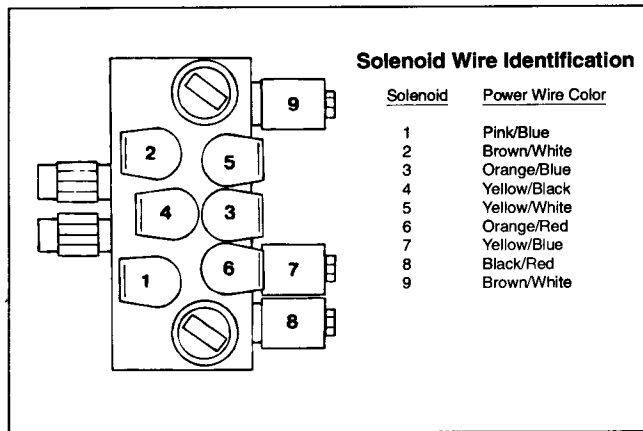 Solenoid Wire Identification
Solenoid Power Wire Color
1 Pink/Blue
2 Brown/White
3 Orange/Blue
4 Yellow/Black
5 Yellow/White
6 Orange/Red
7 Yellow/Blue
8 Black/Red
9 Brown/White
9
2
5
4
3
6
7
1
8